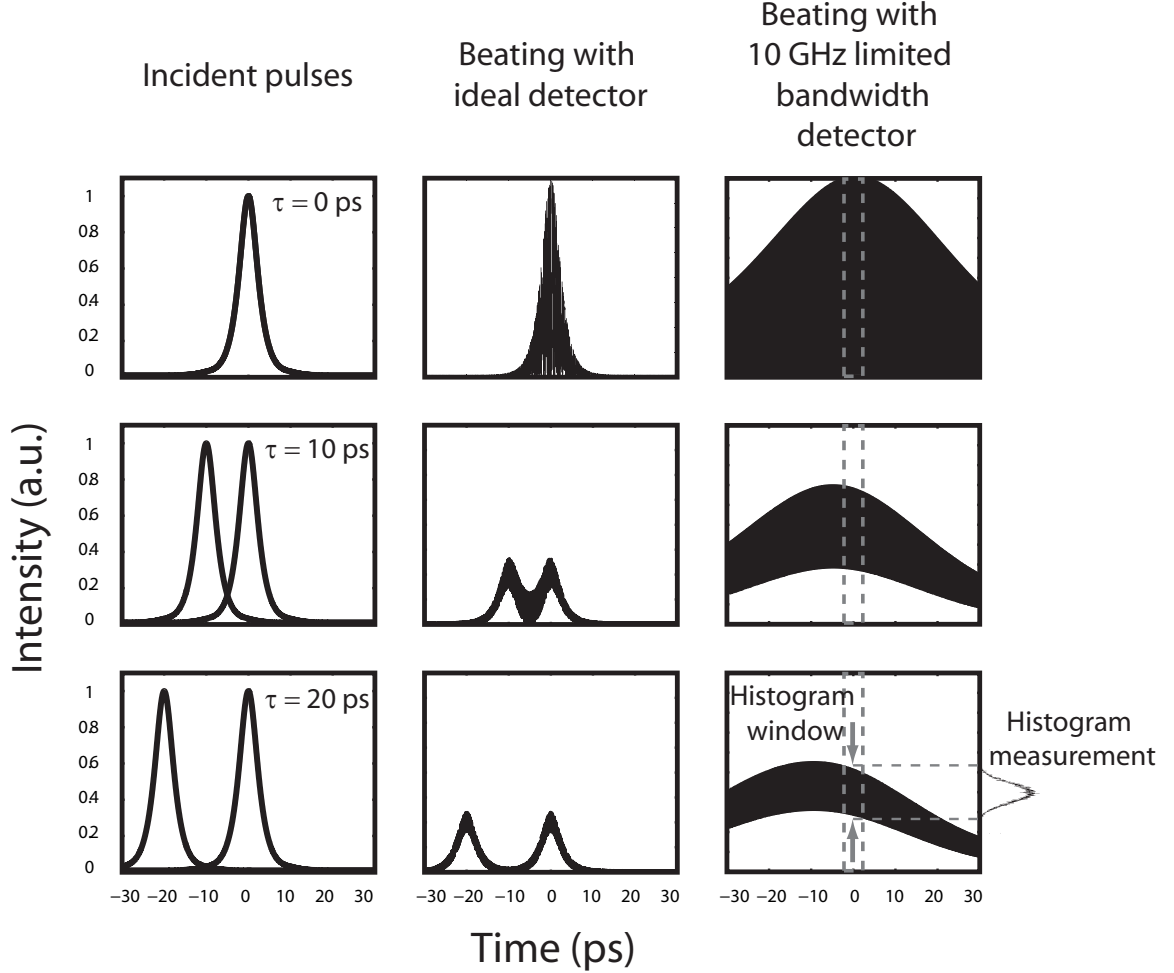 Incident pulses
Beating with
ideal detector
Beating with
10 GHz limited
bandwidth
detector
Intensity (a.u.)
1
0.8
0.6
0.4
0.2
0
τ = 0 ps
1
0.8
0.6
0.4
0.2
0
τ = 10 ps
1
0.8
0.6
0.4
0.2
0
τ = 20 ps
Histogram
window
Histogram
measurement
−30 −20 −10 0 10 20 30
−30 −20 −10 0 10 20 30
−30 −20 −10 0 10 20 30
Time (ps)